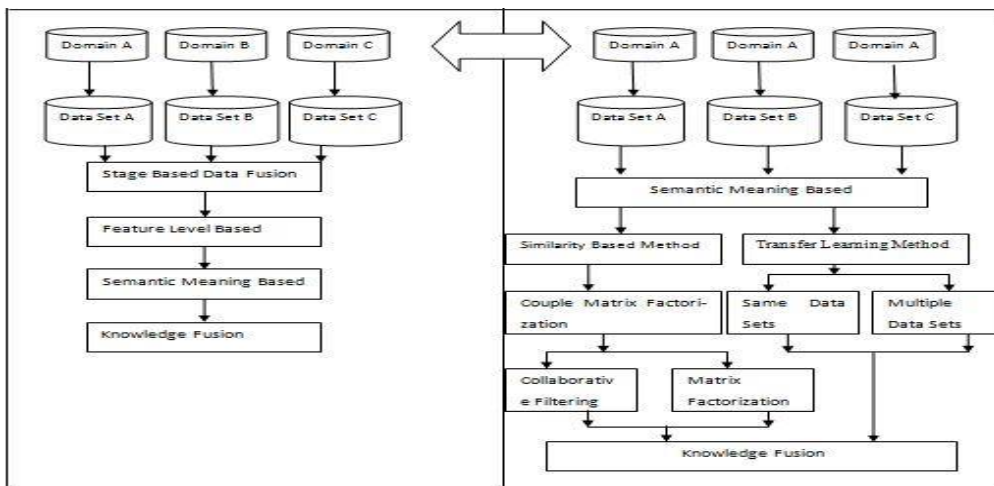 Domain A
Domain B
Domain C
Data Set A
Data Set B
Data Set C
Stage Based Data Fusion
Feature Level Based
Semantic Meaning Based
Knowledge Fusion
Domain A
Domain A
Domain A
Data Set A
Data Set B
Data Set C
Semantic Meaning Based
Similarity Based Method
Transfer Learning Method
Couple Matrix Factori-
zation
Same Data
Sets
Multiple
Data Sets
Collaborativ
e Filtering
Matrix
Factorization
Knowledge Fusion